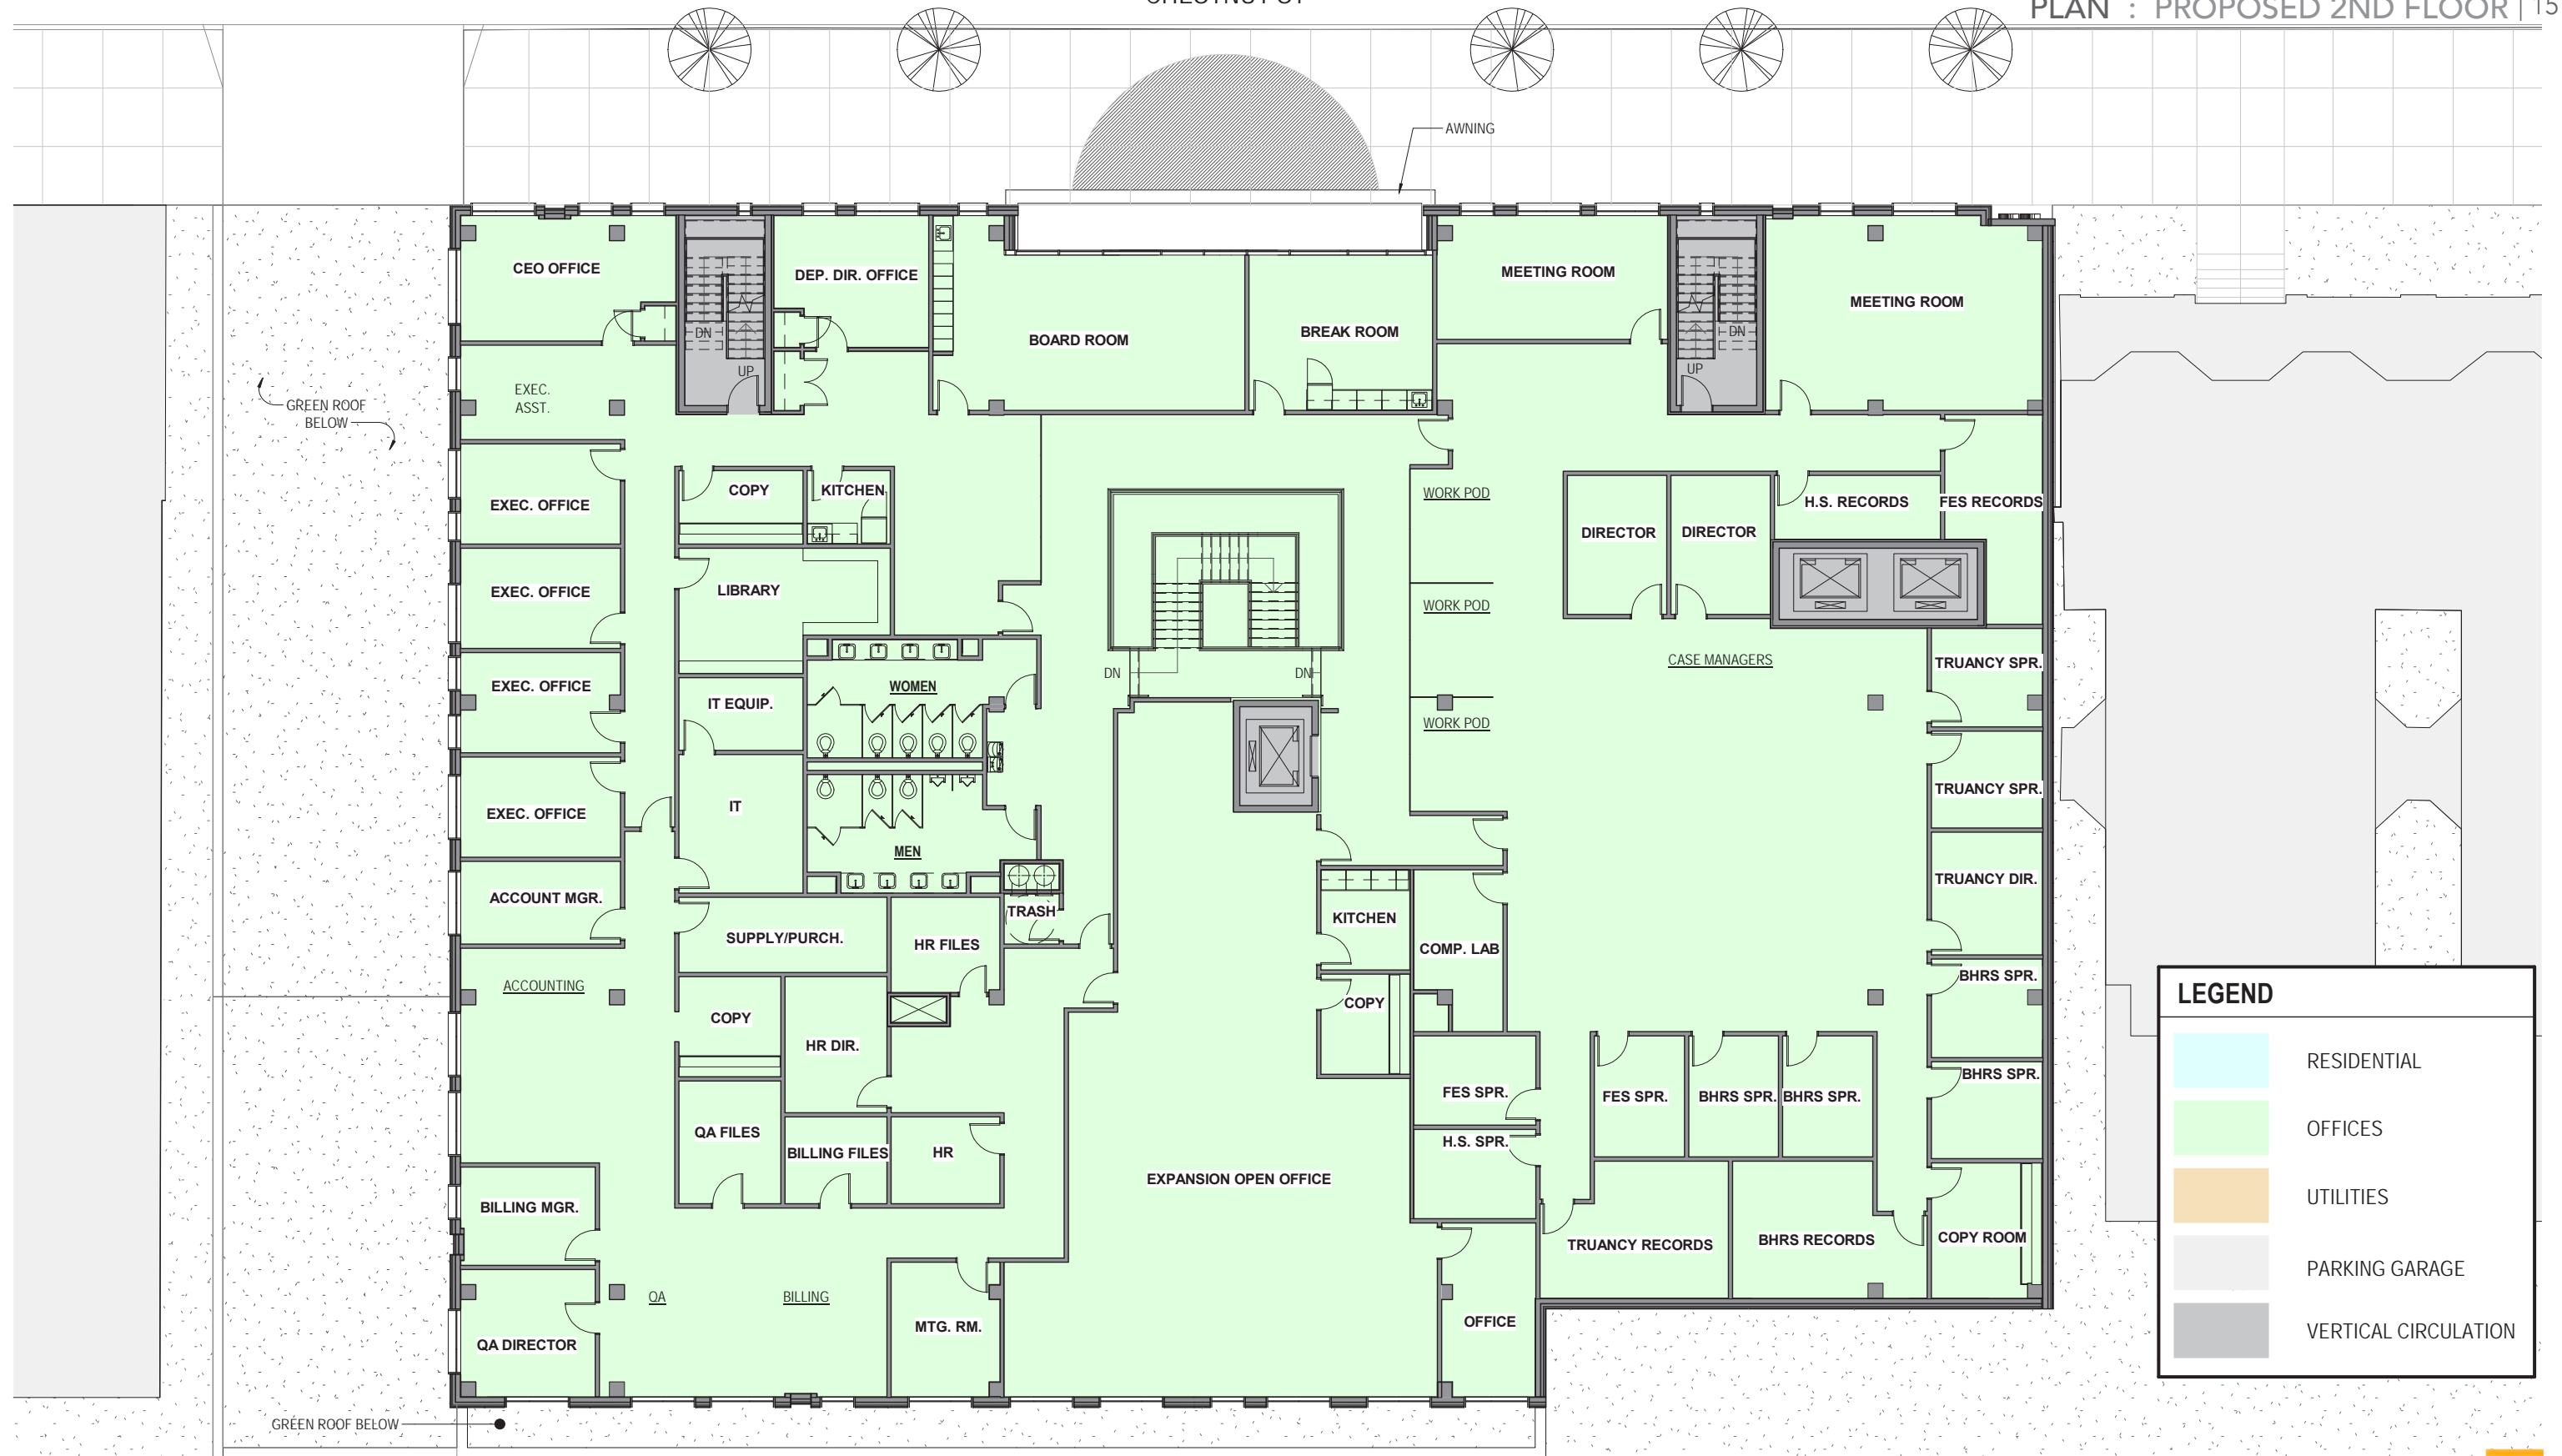 CHESTNUT ST
PLAN : PROPOSED 2ND FLOOR | 15
AWNING
CEO OFFICE
DEP. DIR. OFFICE
MEETING ROOM
MEETING ROOM
BOARD ROOM
BREAK ROOM
DN
UP
DN
UP
EXEC.
ASST.
GREEN ROOF
BELOW
EXEC. OFFICE
COPY
KITCHEN
WORK POD
H.S. RECORDS
FES RECORDS
DIRECTOR
DIRECTOR
EXEC. OFFICE
LIBRARY
WORK POD
CASE MANAGERS
TRUANCY SPR.
DN
DN
EXEC. OFFICE
WOMEN
IT EQUIP.
WORK POD
TRUANCY SPR.
EXEC. OFFICE
IT
MEN
TRUANCY DIR.
ACCOUNT MGR.
TRASH
KITCHEN
SUPPLY/PURCH.
HR FILES
COMP. LAB
BHRS SPR.
ACCOUNTING
COPY
COPY
HR DIR.
BHRS SPR.
FES SPR.
FES SPR.
BHRS SPR.
BHRS SPR.
QA FILES
BILLING FILES
HR
H.S. SPR.
EXPANSION OPEN OFFICE
BILLING MGR.
TRUANCY RECORDS
BHRS RECORDS
COPY ROOM
QA
BILLING
MTG. RM.
OFFICE
QA DIRECTOR
GREEN ROOF BELOW
LEGEND
RESIDENTIAL
OFFICES
UTILITIES
PARKING GARAGE
VERTICAL CIRCULATION